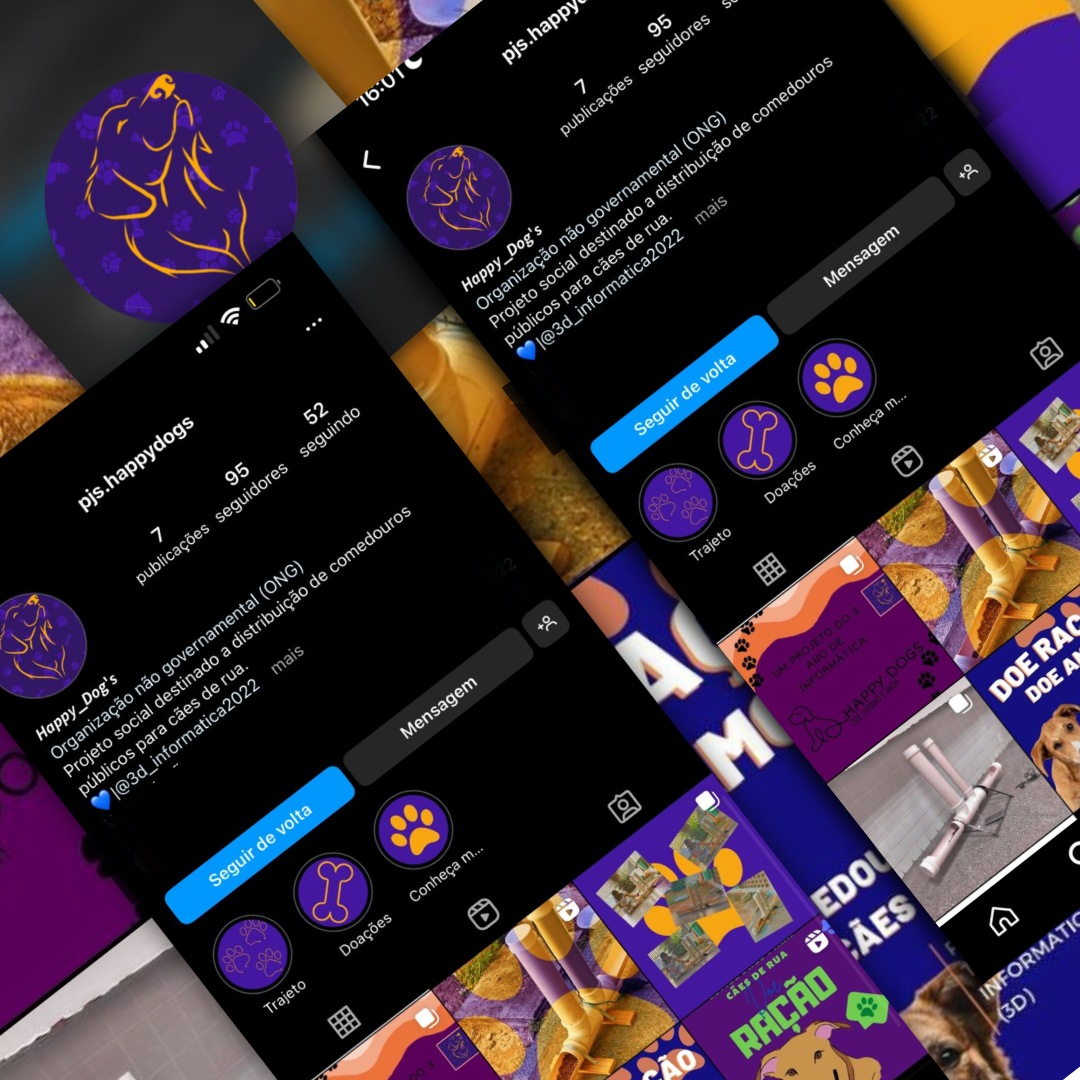 pjs.happydogs
52
seguindo
95
seguidores
7
publicações
Happy_Dog's
Organização não governamental (ONG)
Projeto social destinado a distribuição de comedouros
públicos para cães de rua.
mais
|@3d_informatica2022
Seguir de volta
Mensagem
Trajeto
Doações
Conheça m...
CÃES DE RUA
RAÇÃO
16:01
95
seguidores
7
publicações
Happy_Dog's
Organização não governamental (ONG)
Projeto social destinado a distribuição de comedouros
públicos para cães de rua.
mais
|@3d_informatica2022
Seguir de volta
Mensagem
Trajeto
Doações
Conheça m...
UM PROJETO DO 3
ANO DE
INFORMÁTICA
HAPPY DOGS
DOE RAÇ
DOE AM
CÃES
(3D)